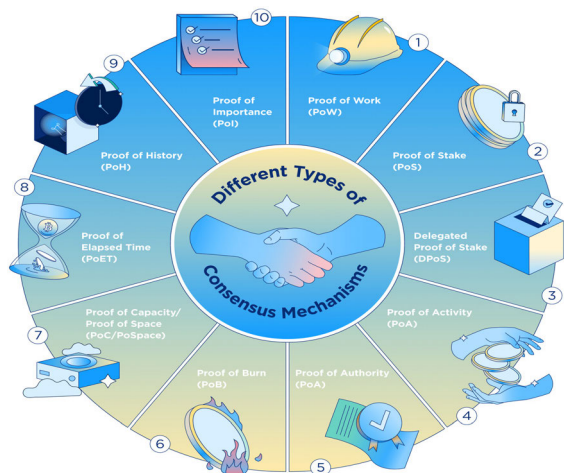 Different Types of
Consensus Mechanisms
1
Proof of Work
(PoW)
2
Proof of Stake
(PoS)
3
Delegated
Proof of Stake
(DPoS)
4
Proof of Activity
(PoA)
5
Proof of Authority
(PoA)
6
Proof of Burn
(PoB)
7
Proof of Capacity/
Proof of Space
(PoC/PoSpace)
8
Proof of
Elapsed Time
(PoET)
9
Proof of History
(PoH)
10
Proof of
Importance
(PoI)